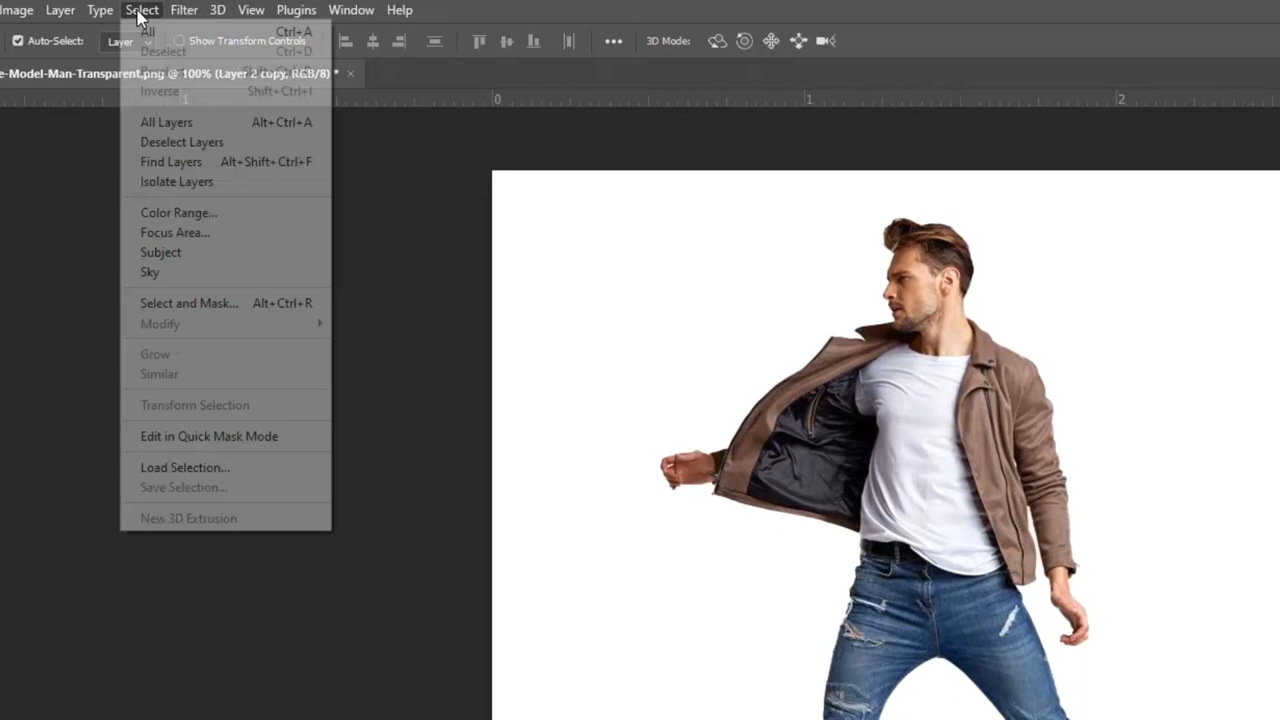 Image Layer Type Select Filter 3D View Plugins Window Help
Auto-Select: Layer Show Transform Controls 3D Mode:
e-Model-Man-Transparent.png @ 100% (Layer 2 copy, RGB/8) *
1 0 1 2
All Ctrl+A
Deselect Ctrl+D
Inverse Shift+Ctrl+I
All Layers Alt+Ctrl+A
Deselect Layers
Find Layers Alt+Shift+Ctrl+F
Isolate Layers
Color Range...
Focus Area...
Subject
Sky
Select and Mask... Alt+Ctrl+R
Modify
Grow
Similar
Transform Selection
Edit in Quick Mask Mode
Load Selection...
Save Selection...
New 3D Extrusion